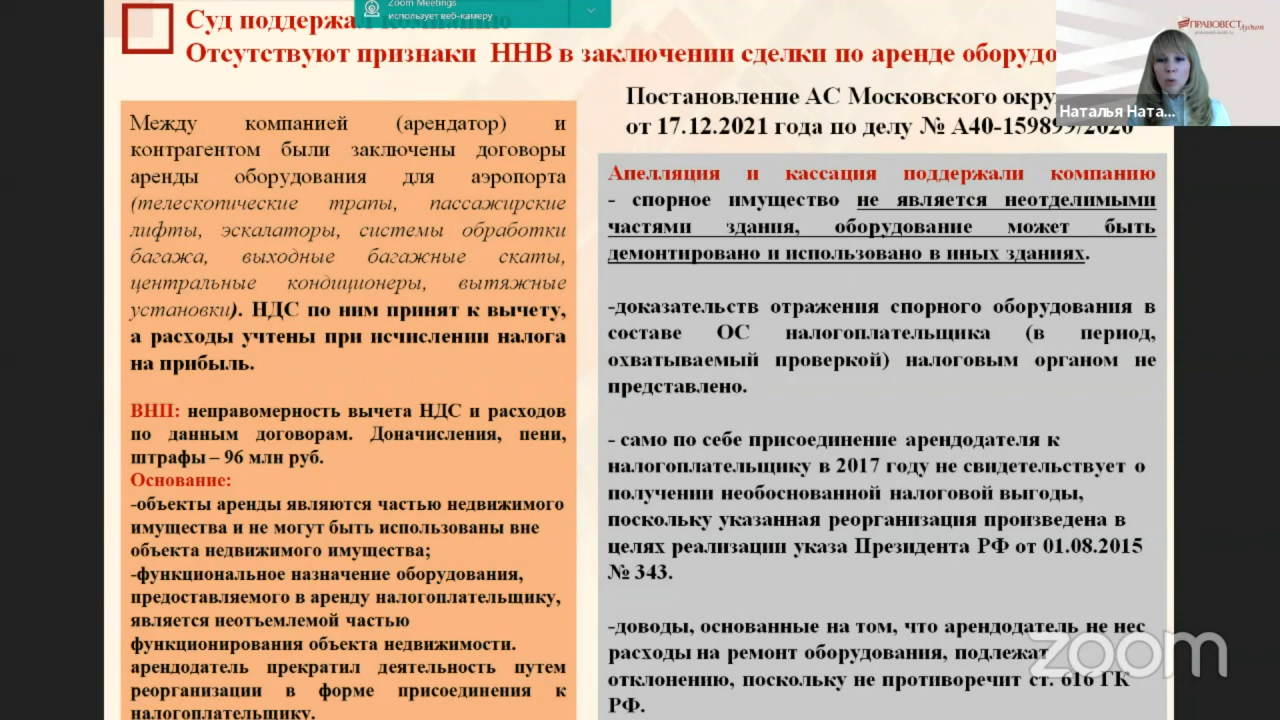 Суд поддержал компанию
Отсутствуют признаки ННВ в заключении сделки по аренде оборудо
Zoom Meetings
использует веб-камеру
ПРАВОВЕСТ Аудит
Наталья Ната...
Постановление АС Московского окру
от 17.12.2021 года по делу № А40-159899/2020
Между компанией (арендатор) и
контрагентом были заключены договоры
аренды оборудования для аэропорта
(телескопические трапы, пассажирские
лифты, эскалаторы, системы обработки
багажа, выходные багажные скаты,
центральные кондиционеры, вытяжные
установки). НДС по ним принят к вычету,
а расходы учтены при исчислении налога
на прибыль.
ВНП: неправомерность вычета НДС и расходов
по данным договорам. Доначисления, пени,
штрафы – 96 млн руб.
Основание:
-объекты аренды являются частью недвижимого
имущества и не могут быть использованы вне
объекта недвижимого имущества;
-функциональное назначение оборудования,
предоставляемого в аренду налогоплательщику,
является неотъемлемой частью
функционирования объекта недвижимости.
арендодатель прекратил деятельность путем
реорганизации в форме присоединения к
налогоплательщику.
Апелляция и кассация поддержали компанию
- спорное имущество не является неотделимыми
частями здания, оборудование может быть
демонтировано и использовано в иных зданиях.
-доказательств отражения спорного оборудования в
составе ОС налогоплательщика (в период,
охватываемый проверкой) налоговым органом не
представлено.
- само по себе присоединение арендодателя к
налогоплательщику в 2017 году не свидетельствует о
получении необоснованной налоговой выгоды,
поскольку указанная реорганизация произведена в
целях реализации указа Президента РФ от 01.08.2015
№ 343.
-доводы, основанные на том, что арендодатель не нес
расходы на ремонт оборудования, подлежат
отклонению, поскольку не противоречит ст. 616 ГК
РФ.
zoom